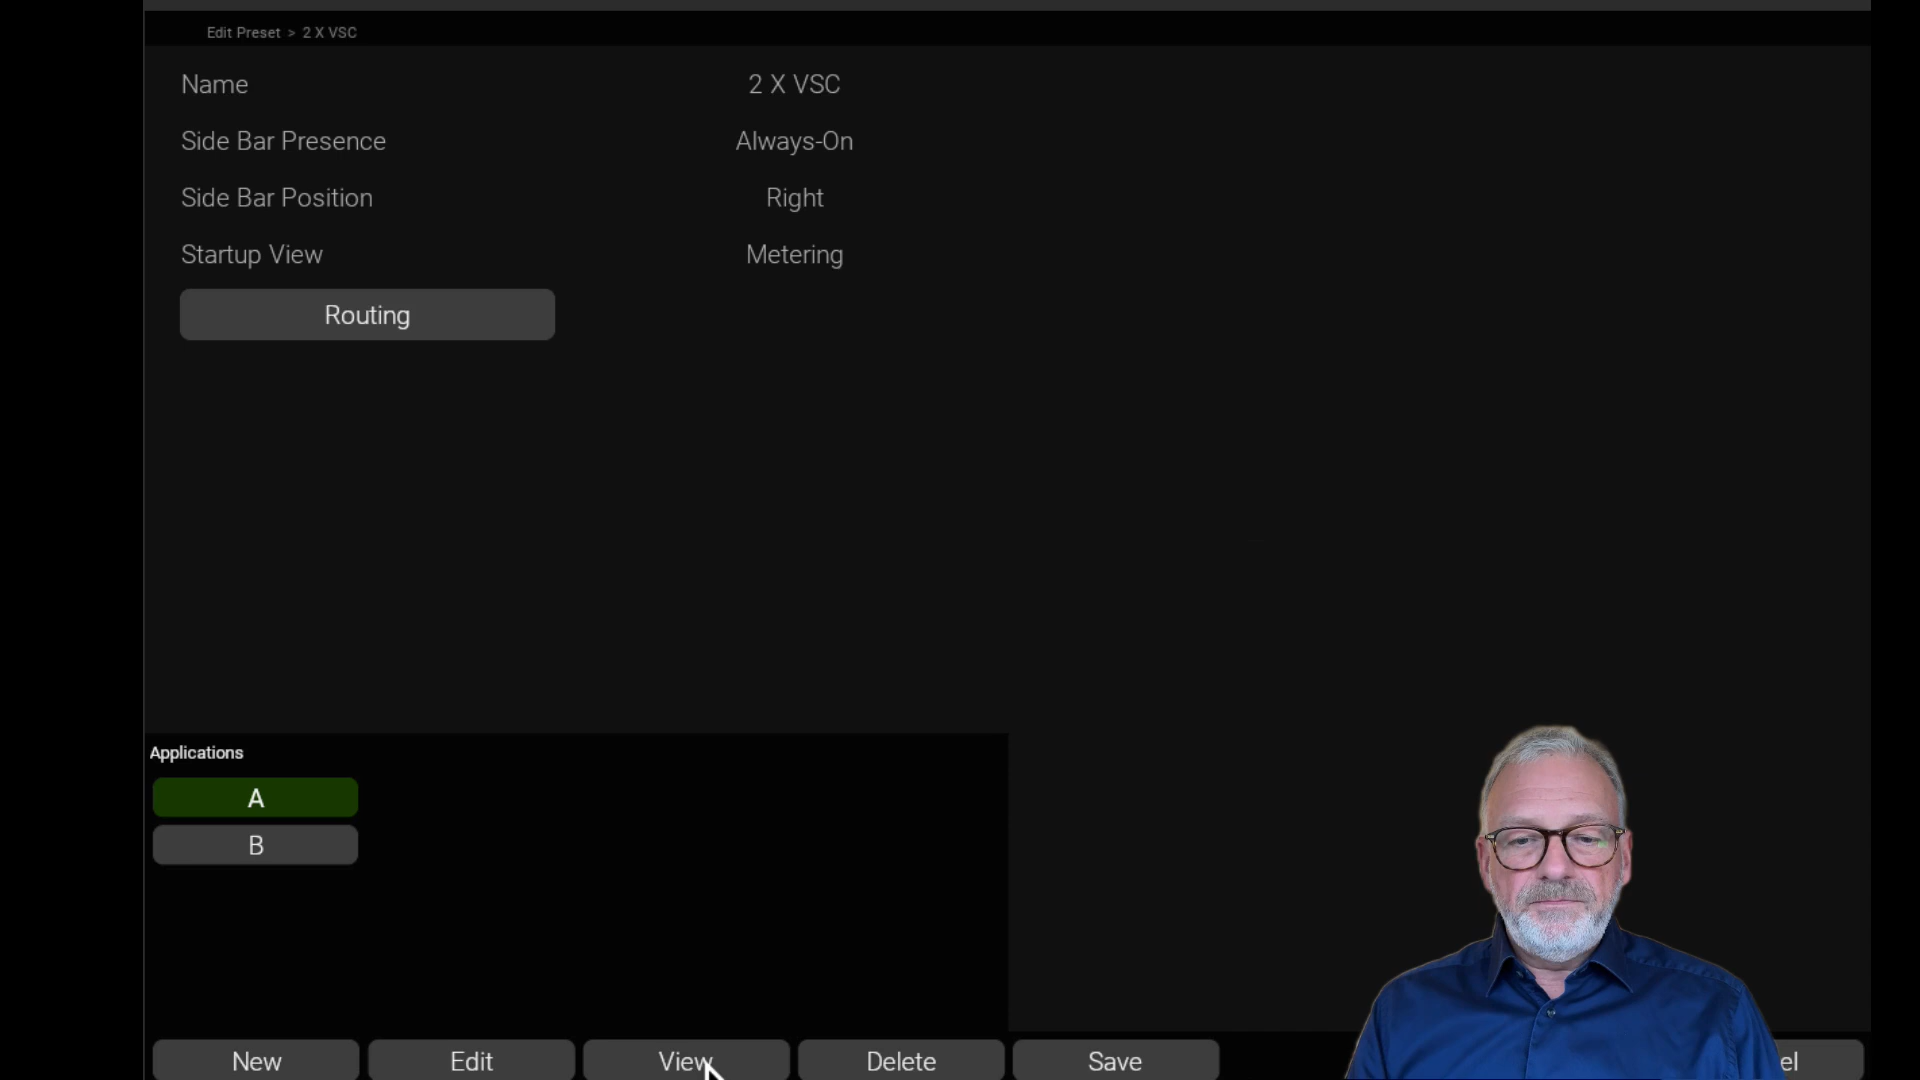 Edit Preset > 2 X VSC
Name 2 X VSC
Side Bar Presence Always-On
Side Bar Position Right
Startup View Metering
Routing
Applications
A
B
New Edit View Delete Save